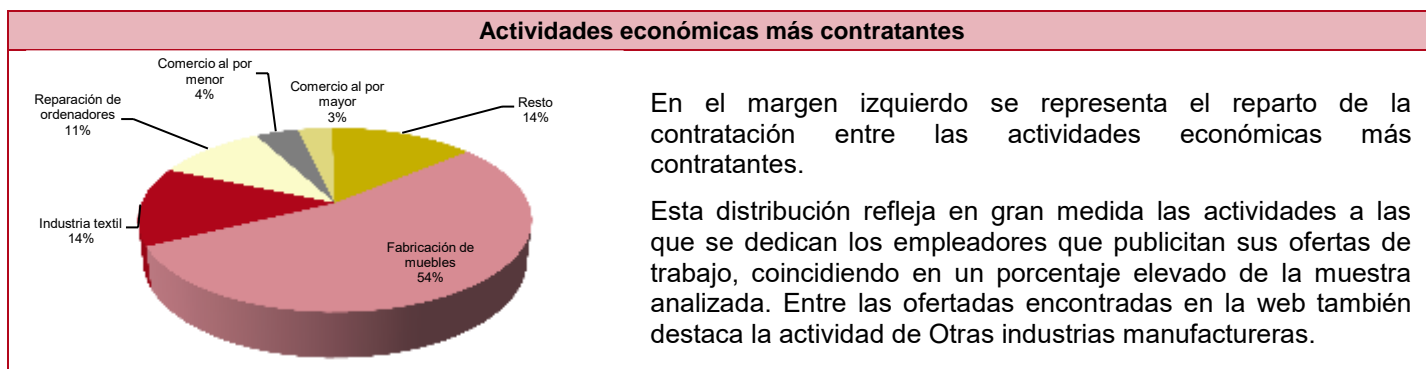 Actividades económicas más contratantes
Comercio al por
menor
4%
Comercio al por
mayor
3%
Resto
14%
Reparación de
ordenadores
11%
Industria textil
14%
Fabricación de
muebles
54%
En el margen izquierdo se representa el reparto de la
contratación entre las actividades económicas más
contratantes.
Esta distribución refleja en gran medida las actividades a las
que se dedican los empleadores que publicitan sus ofertas de
trabajo, coincidiendo en un porcentaje elevado de la muestra
analizada. Entre las ofertadas encontradas en la web también
destaca la actividad de Otras industrias manufactureras.